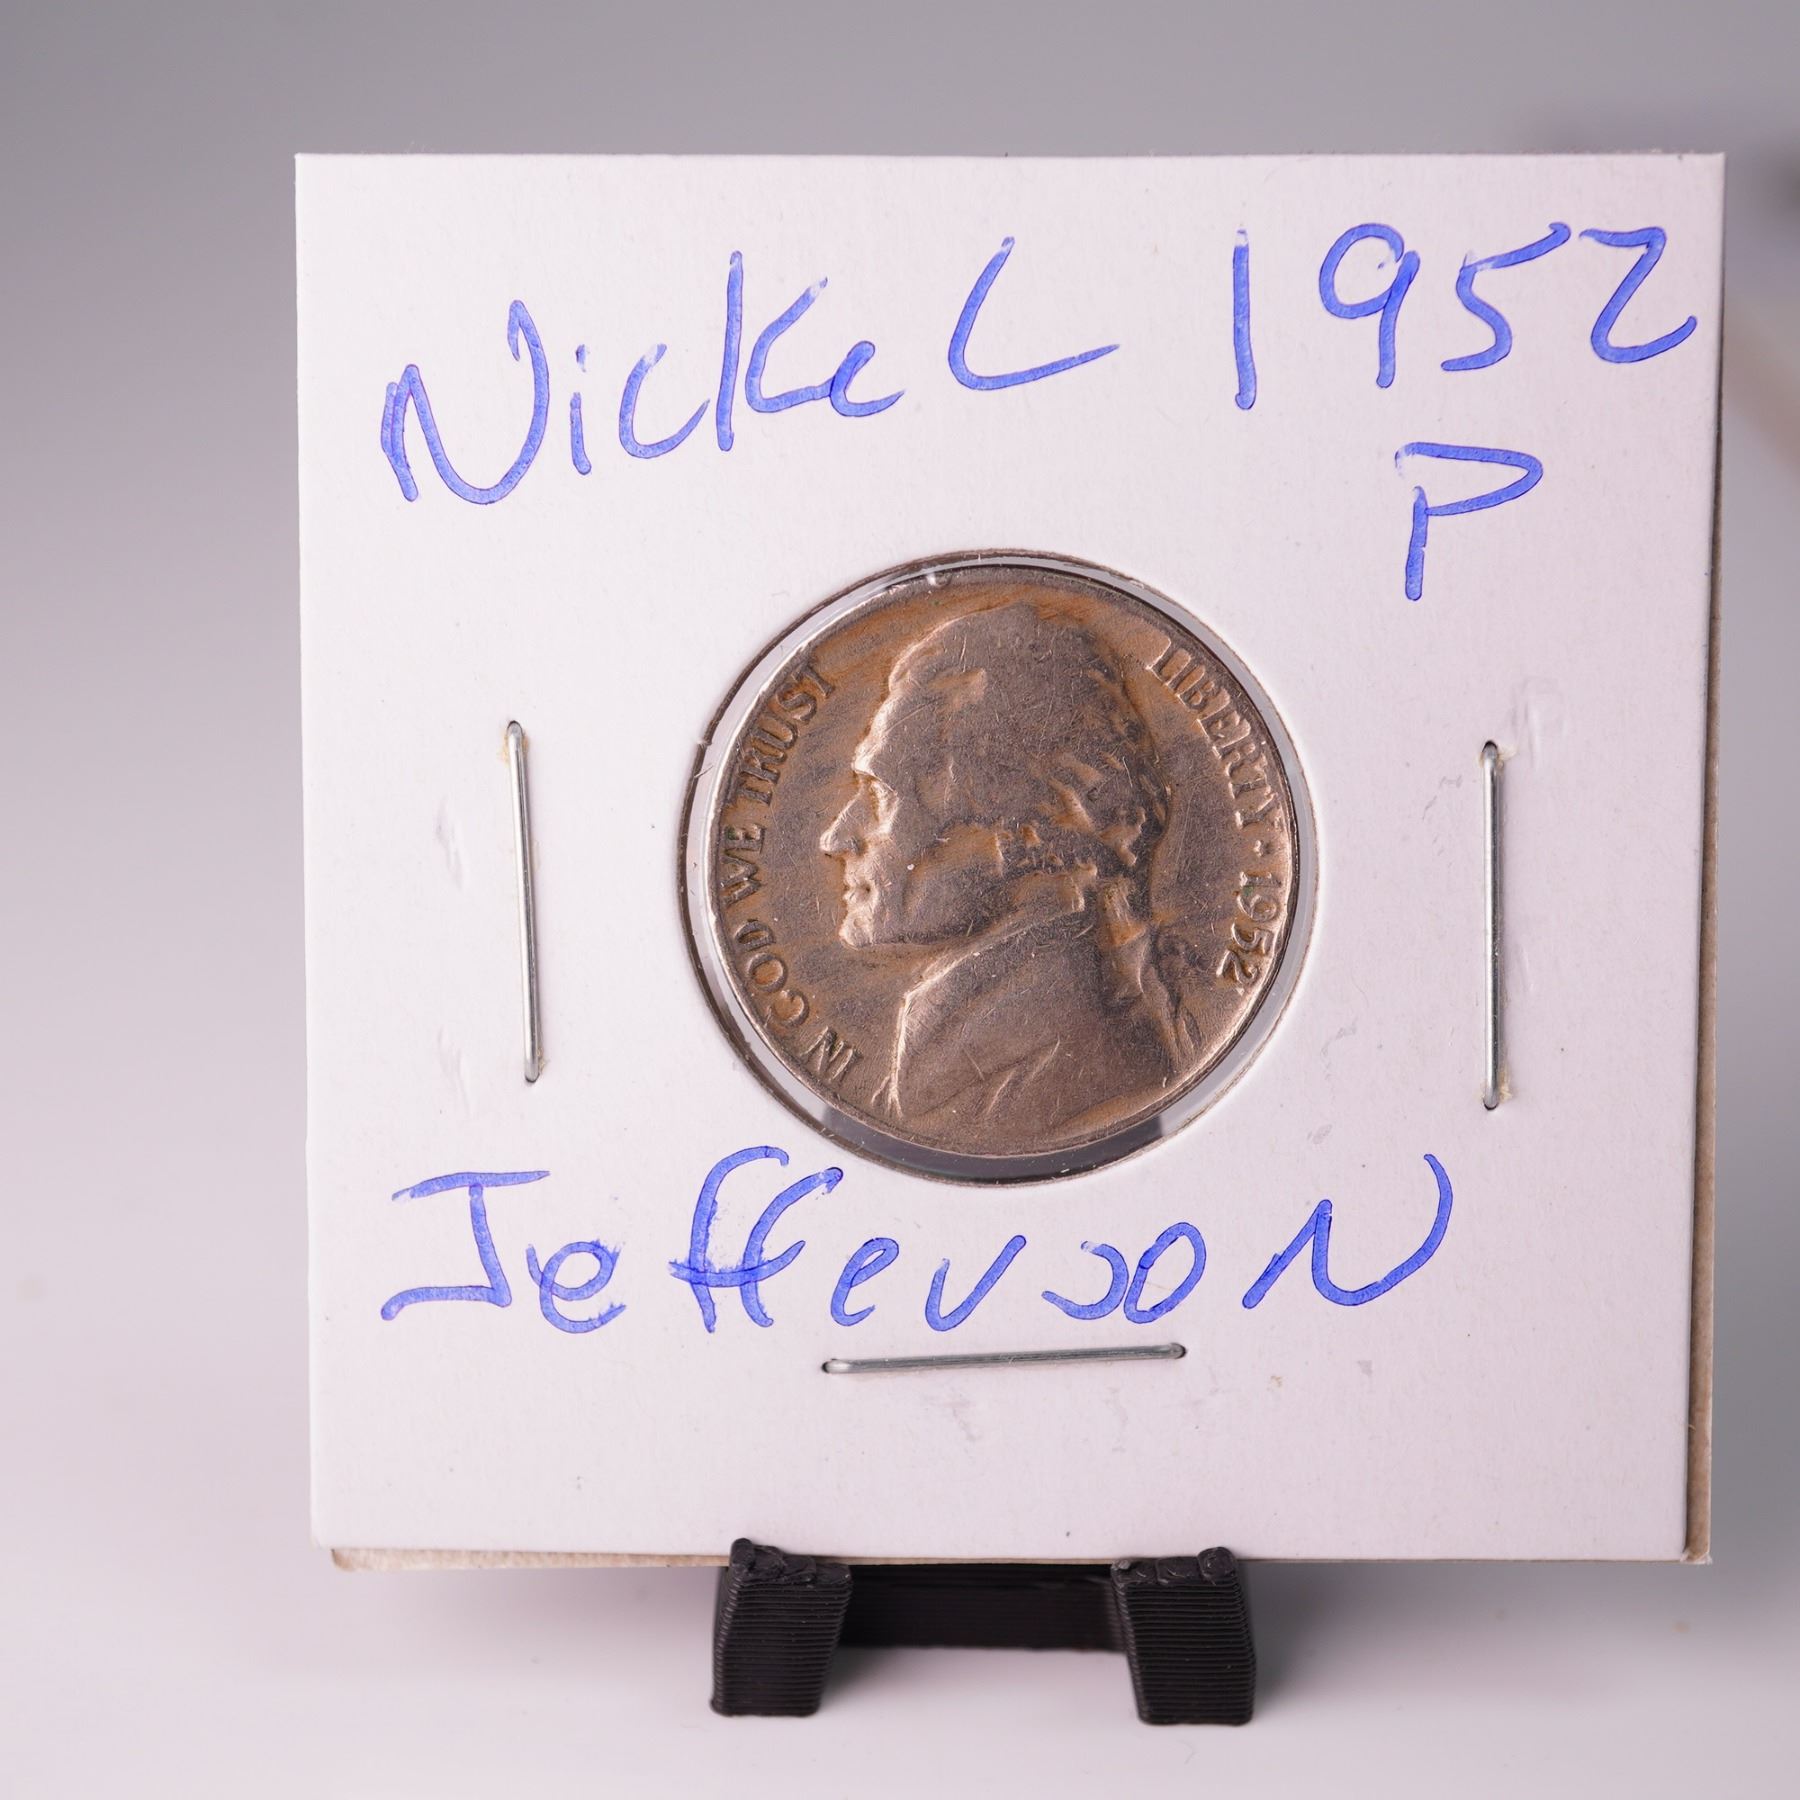 Nickel 1952
P
IN GOD WE TRUST
LIBERTY · 1952
Jefferson